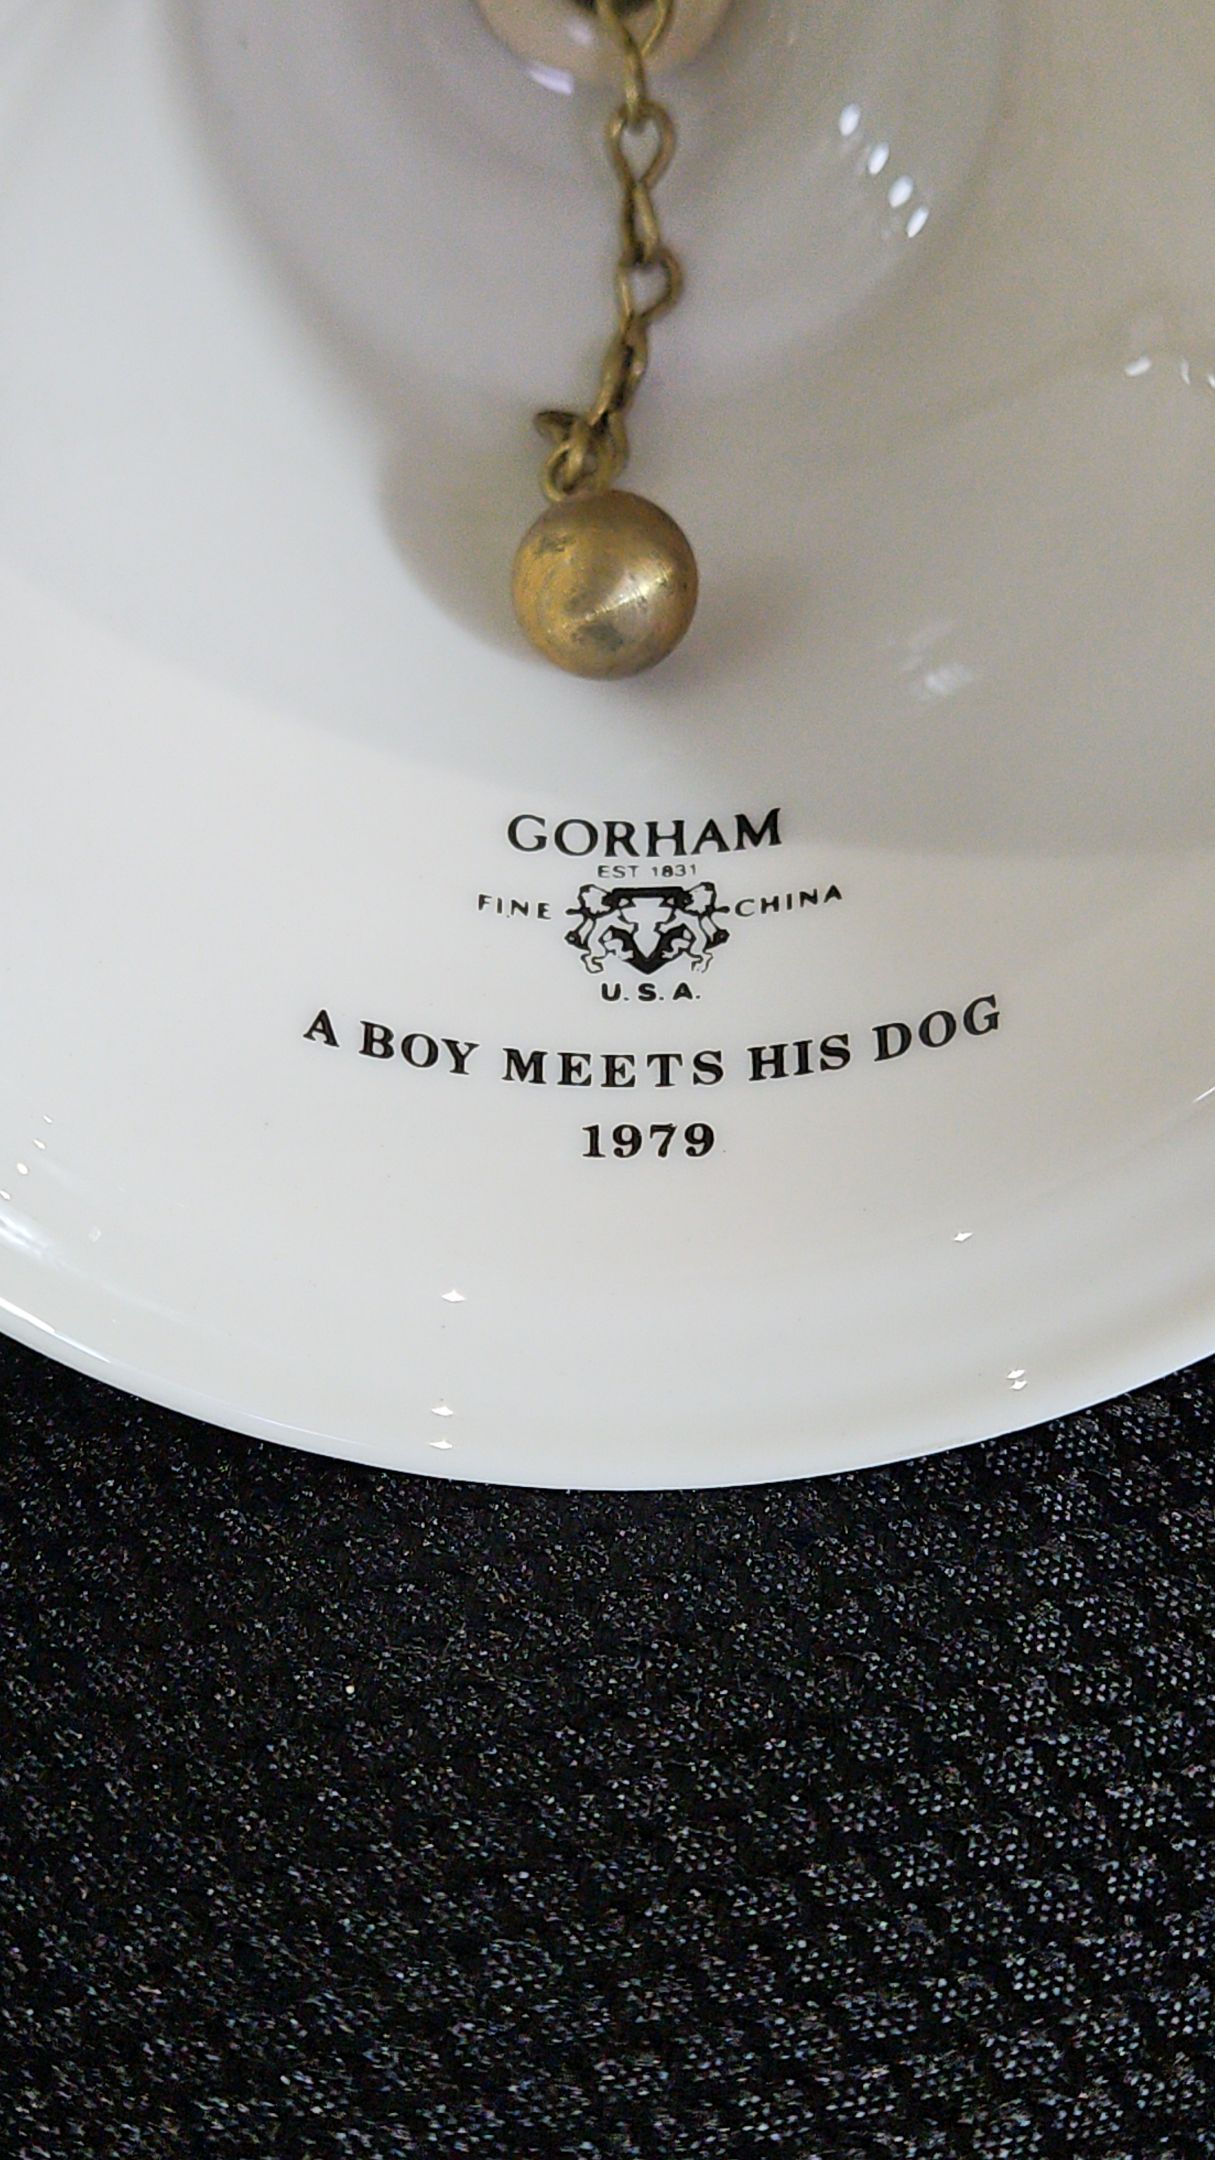 GORHAM
EST 1831
FINE CHINA
U.S.A.
A BOY MEETS HIS DOG
1979